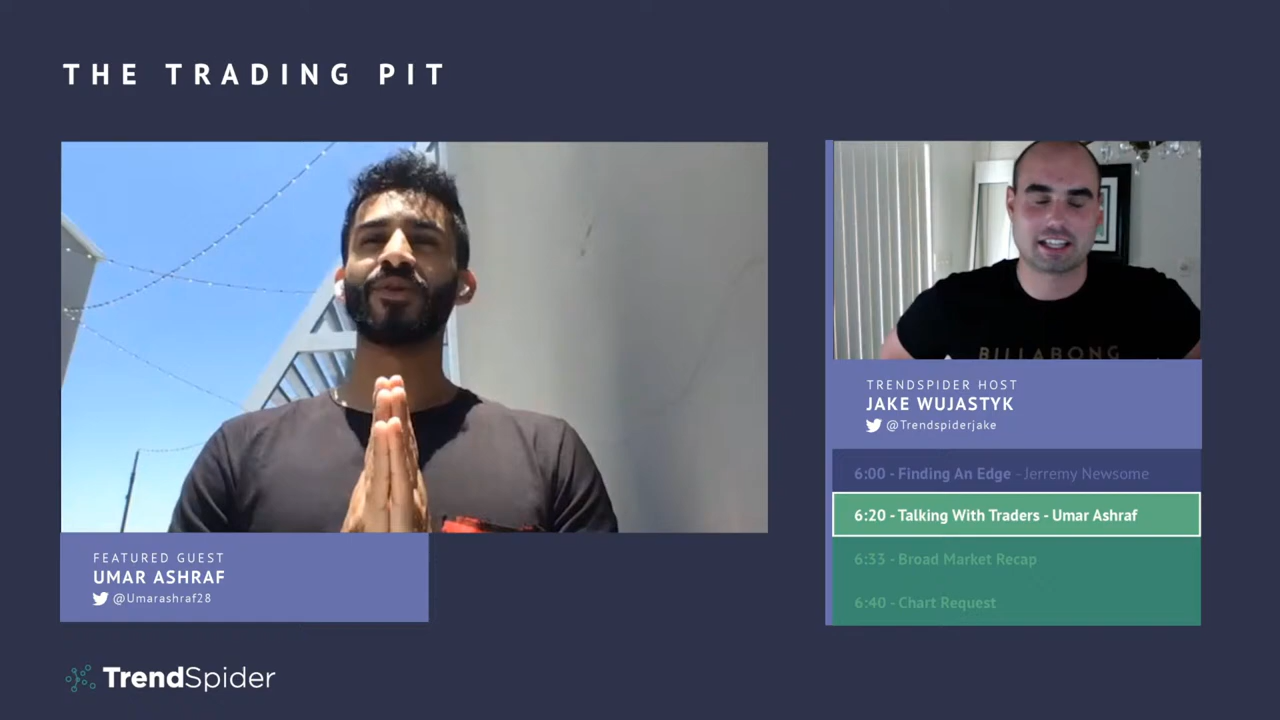 THE TRADING PIT
BILLABONG
FEATURED GUEST
UMAR ASHRAF
@Umarashraf28
TRENDSPIDER HOST
JAKE WUJASTYK
@Trendspiderjake
6:00 - Finding An Edge - Jerremy Newsome
6:20 - Talking With Traders - Umar Ashraf
6:33 - Broad Market Recap
6:40 - Chart Request
TrendSpider